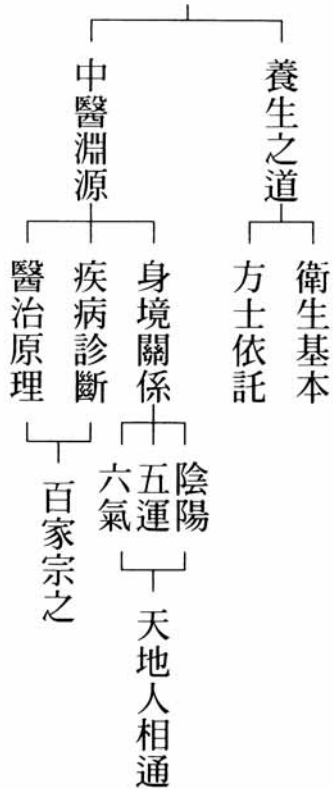 養生之道
衛生基本
方士依託
中醫淵源
身境關係
陰陽
五運
六氣
天地人相通
疾病診斷
醫治原理
百家宗之